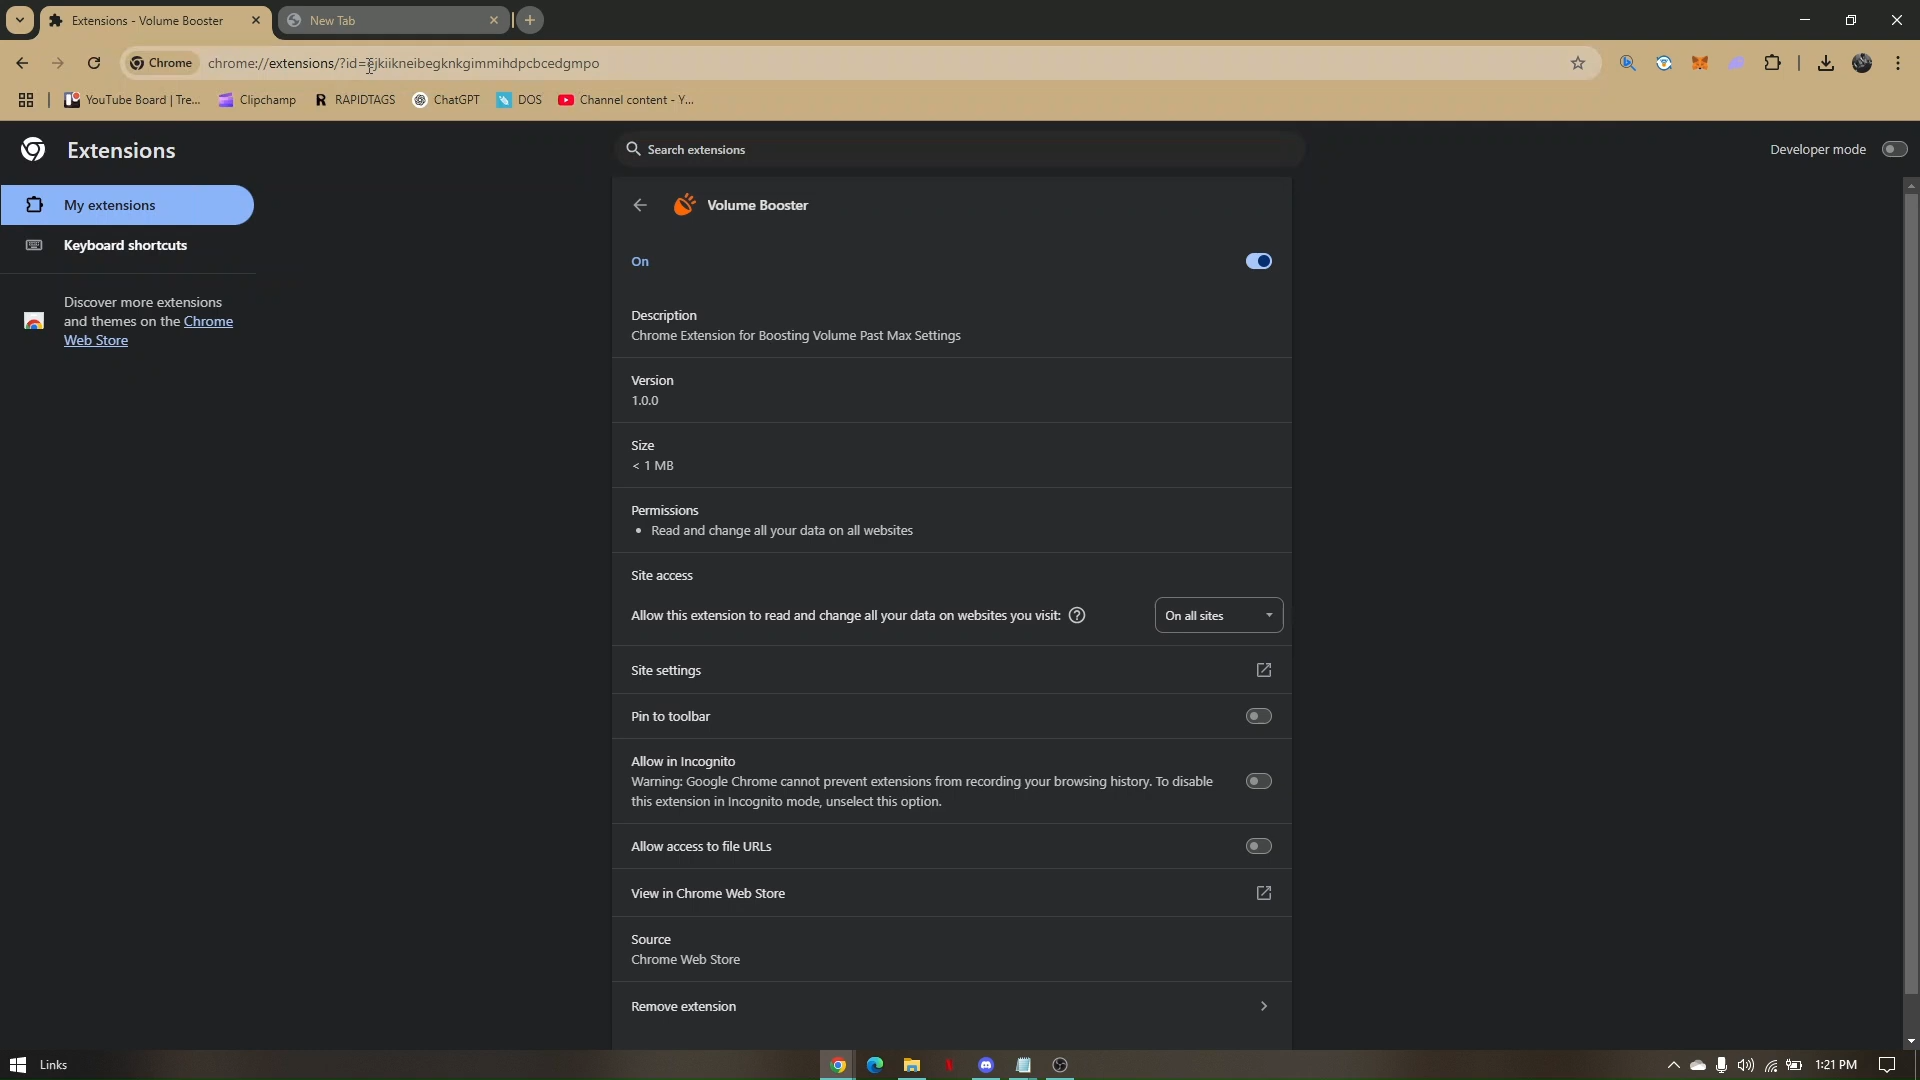 Extensions - Volume Booster
New Tab
Chrome
chrome://extensions/?id=ejkiikneibegknkgimmihdpcbcedgmpo
YouTube Board | Tre...
Clipchamp
RAPIDTAGS
ChatGPT
DOS
Channel content - Y...
Extensions
Search extensions
Developer mode
My extensions
Keyboard shortcuts
Discover more extensions
and themes on the Chrome
Web Store
Volume Booster
On
Description
Chrome Extension for Boosting Volume Past Max Settings
Version
1.0.0
Size
< 1 MB
Permissions
• Read and change all your data on all websites
Site access
Allow this extension to read and change all your data on websites you visit:
On all sites
Site settings
Pin to toolbar
Allow in Incognito
Warning: Google Chrome cannot prevent extensions from recording your browsing history. To disable
this extension in Incognito mode, unselect this option.
Allow access to file URLs
View in Chrome Web Store
Source
Chrome Web Store
Remove extension
Links
1:21 PM